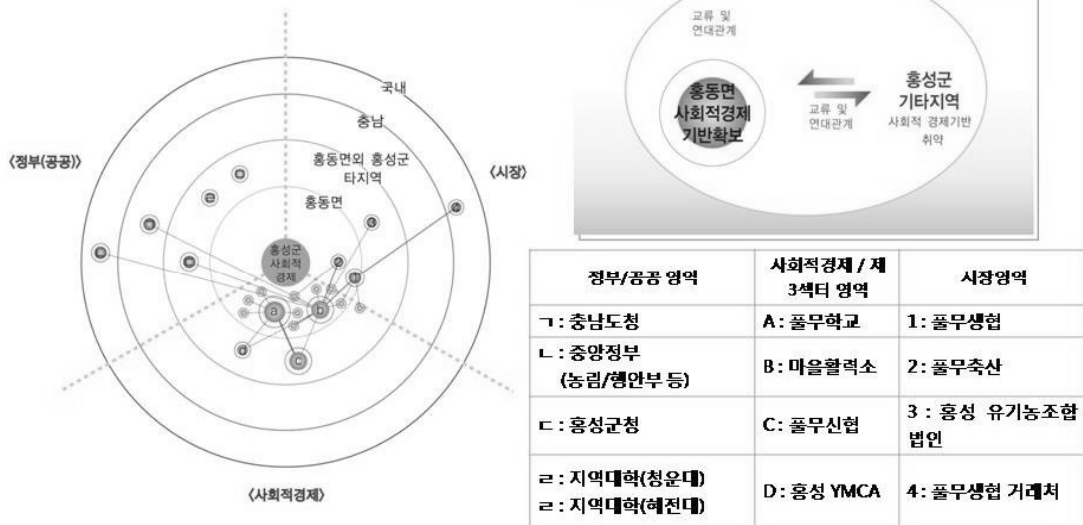 국내
충남
홍동면외 홍성군
타지역
홍동면
〈정부(공공)〉
〈시장〉
홍성군
사회적
경제
a
b
〈사회적경제〉
교류 및
연대관계
홍동면
사회적경제
기반확보
교류 및
연대관계
홍성군
기타지역
사회적 경제기반
취약
정부/공공 영역
사회적경제 / 제
3섹터 영역
시장영역
ㄱ : 충남도청
A : 풀무학교
1 : 풀무생협
ㄴ : 중앙정부
(농림/행안부 등)
B : 마을활력소
2 : 풀무축산
ㄷ : 홍성군청
C : 풀무신협
3 : 홍성 유기농조합
법인
ㄹ : 지역대학(청운대)
ㄹ : 지역대학(혜전대)
D : 홍성 YMCA
4 : 풀무생협 거래처